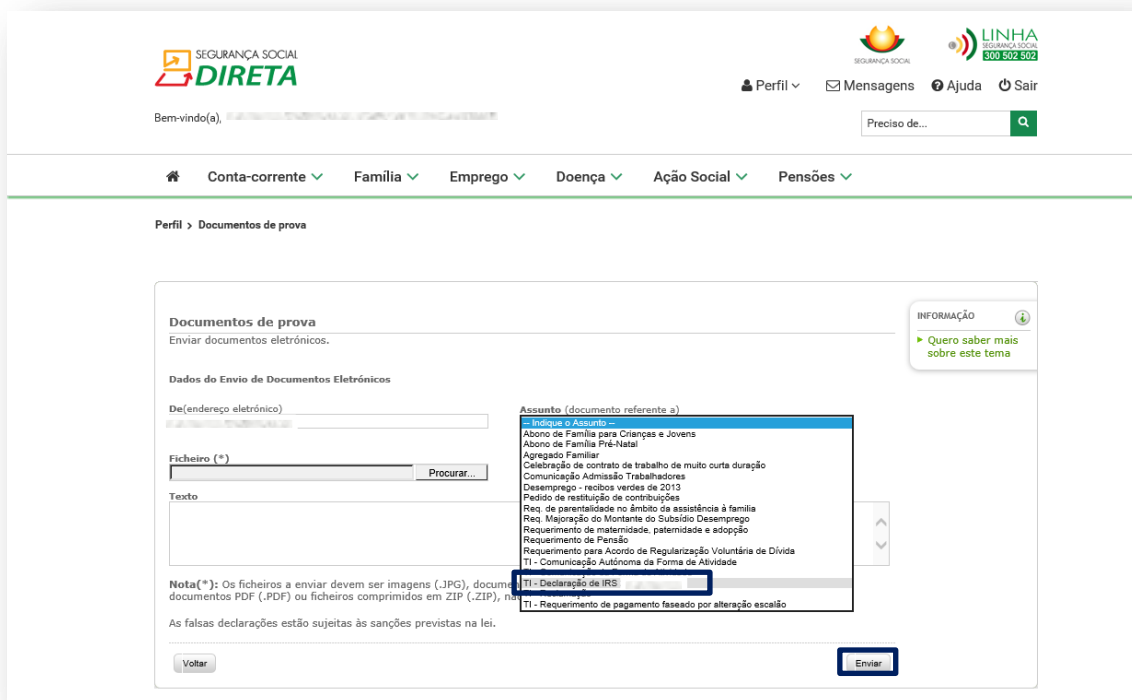 SEGURANÇA SOCIAL
DIRETA
SEGURANÇA SOCIAL
LINHA
SEGURANÇA SOCIAL
300 502 502
Perfil
Mensagens
Ajuda
Sair
Bem-vindo(a),
Preciso de...
Conta-corrente
Família
Emprego
Doença
Ação Social
Pensões
Perfil > Documentos de prova
Documentos de prova
Enviar documentos eletrónicos.
INFORMAÇÃO
Quero saber mais
sobre este tema
Dados do Envio de Documentos Eletrónicos
De(endereço eletrónico)
Assunto (documento referente a)
-- Indique o Assunto --
Abono de Família para Crianças e Jovens
Abono de Família Pré-Natal
Agregado Familiar
Celebração de contrato de trabalho de muito curta duração
Comunicação Admissão Trabalhadores
Desemprego - recibos verdes de 2013
Pedido de restituição de contribuições
Req. de parentalidade no âmbito da assistência à familia
Req. Majoração do Montante do Subsídio Desemprego
Requerimento de maternidade, paternidade e adopção
Requerimento de Pensão
Requerimento para Acordo de Regularização Voluntária de Dívida
TI - Comunicação Autónoma da Forma de Atividade
TI - Declaração de IRS
TI - Requerimento de pagamento faseado por alteração escalão
Ficheiro (*)
Procurar...
Texto
Nota(*): Os ficheiros a enviar devem ser imagens (.JPG),
documentos PDF (.PDF) ou ficheiros comprimidos em ZIP (.ZIP),
As falsas declarações estão sujeitas às sanções previstas na lei.
Voltar
Enviar